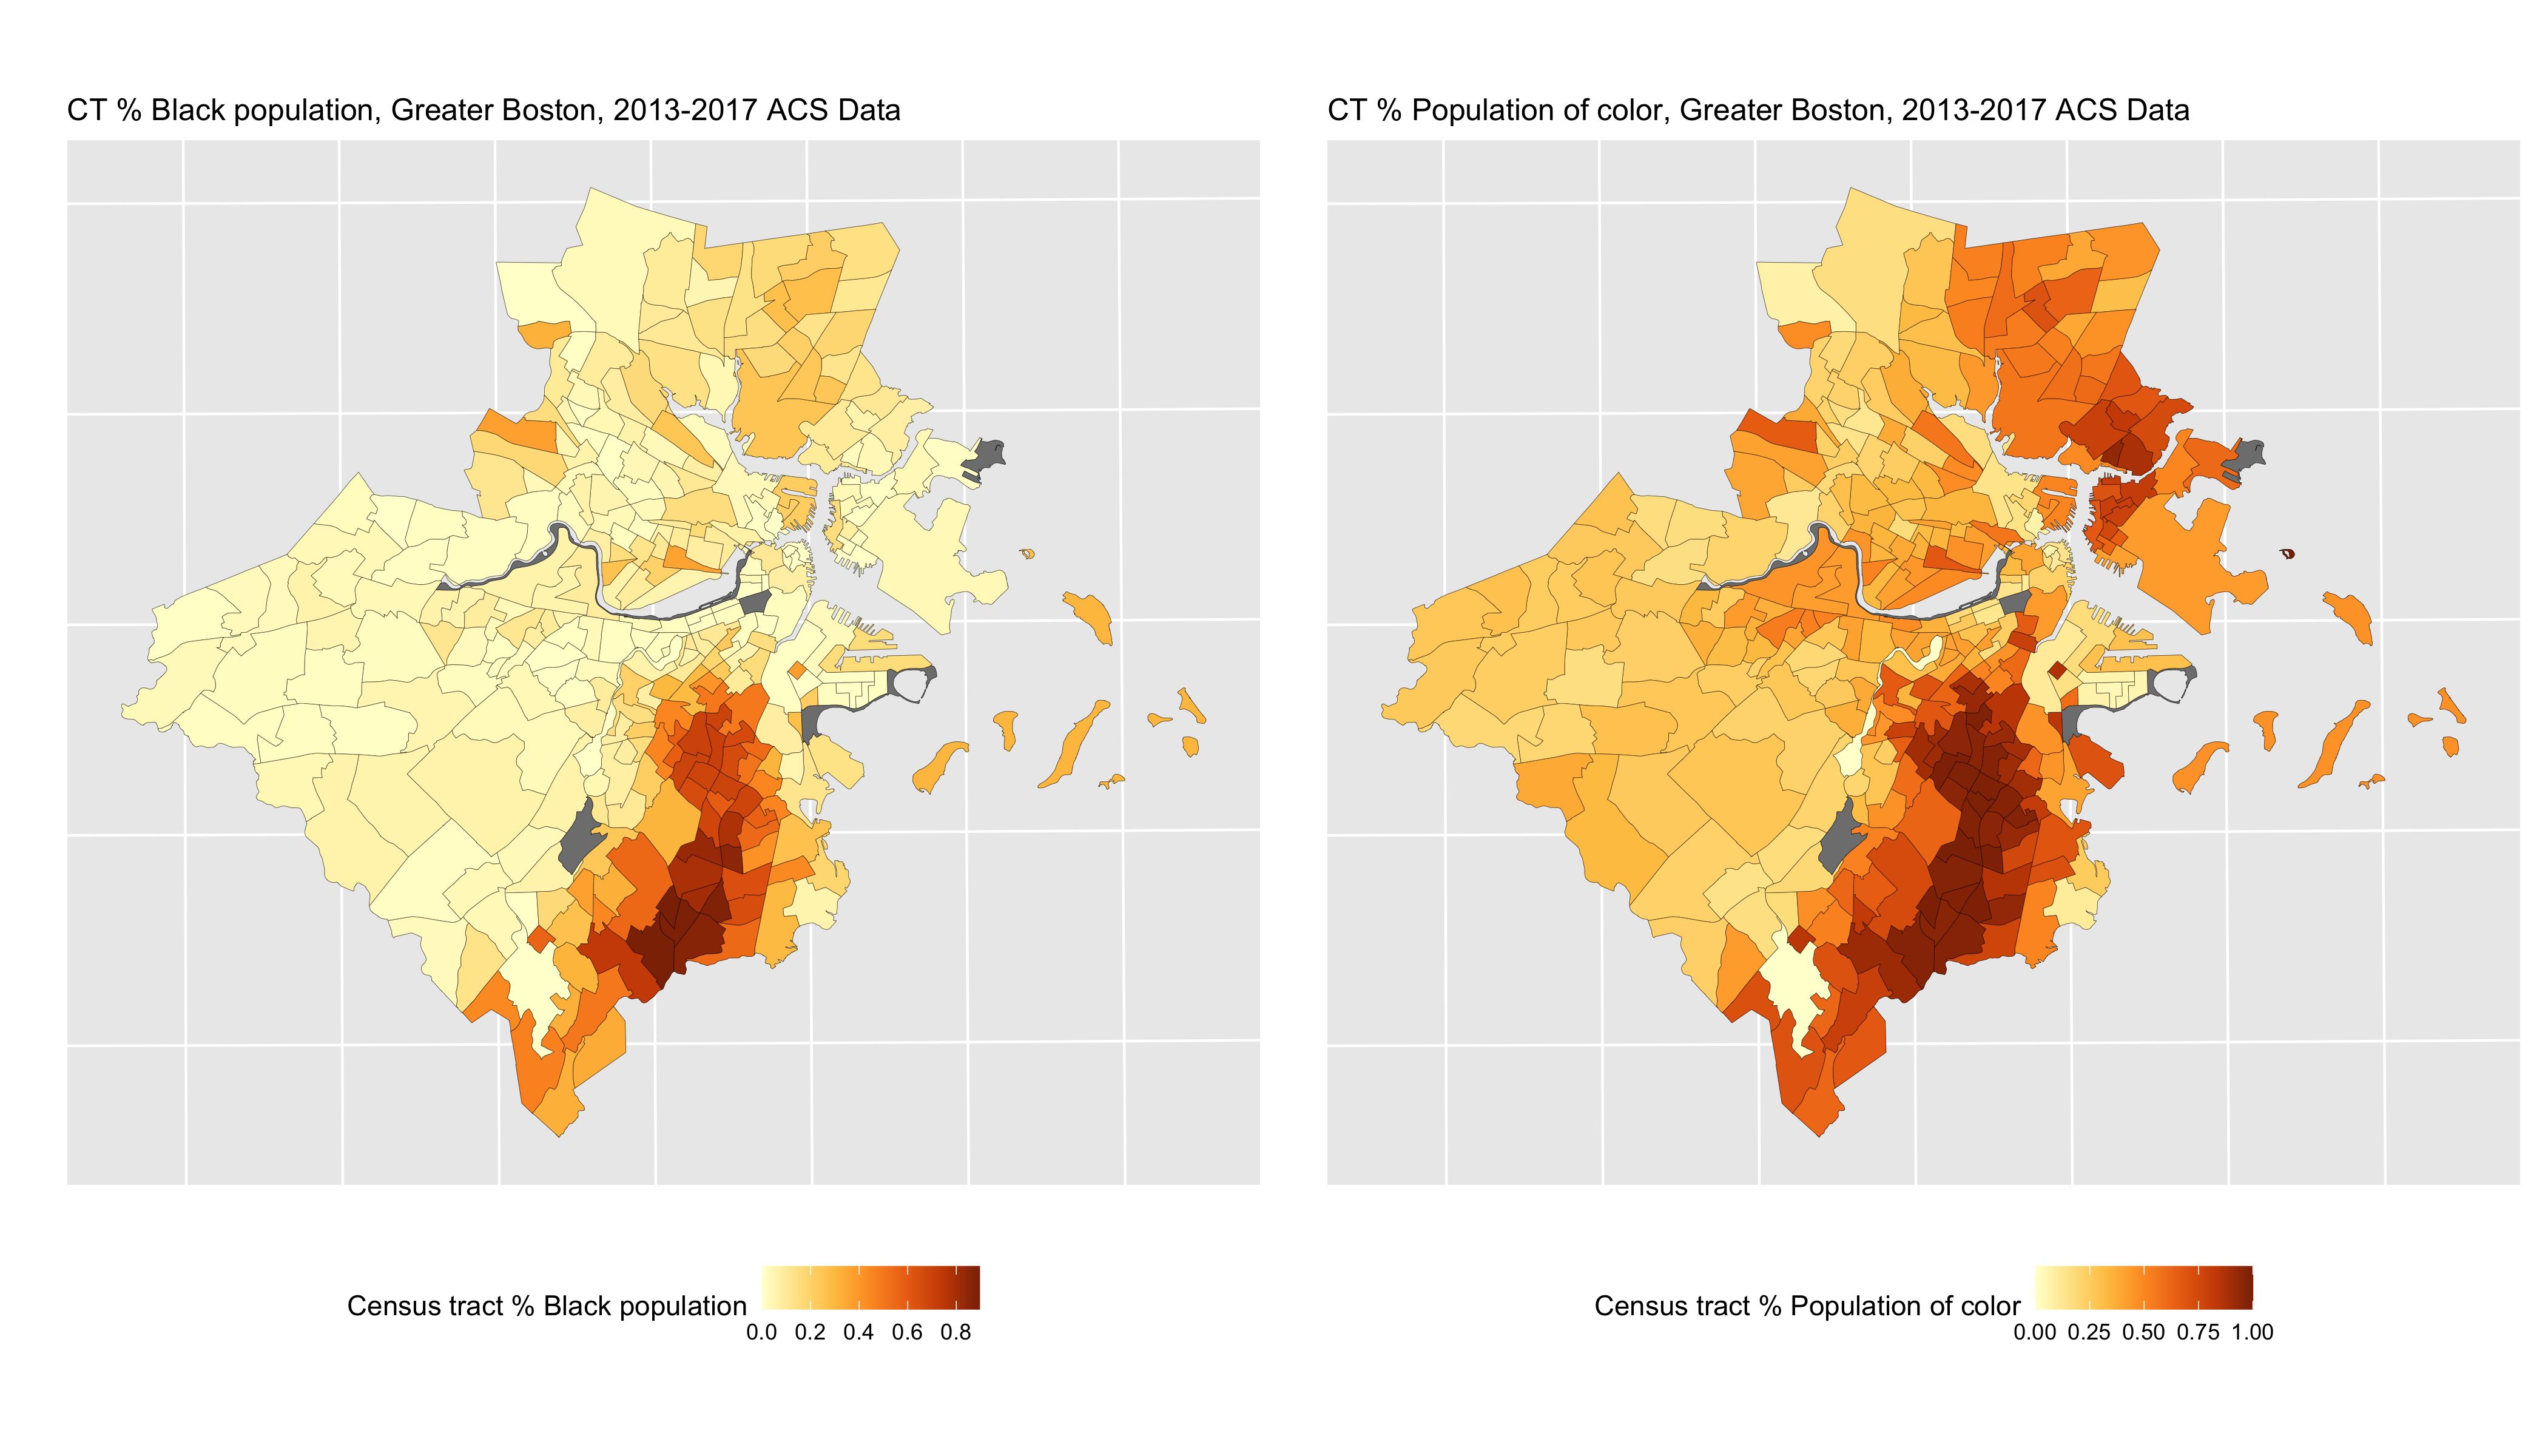 CT % Black population, Greater Boston, 2013-2017 ACS Data
CT % Population of color, Greater Boston, 2013-2017 ACS Data
Census tract % Black population
0.0 0.2 0.4 0.6 0.8
Census tract % Population of color
0.00 0.25 0.50 0.75 1.00